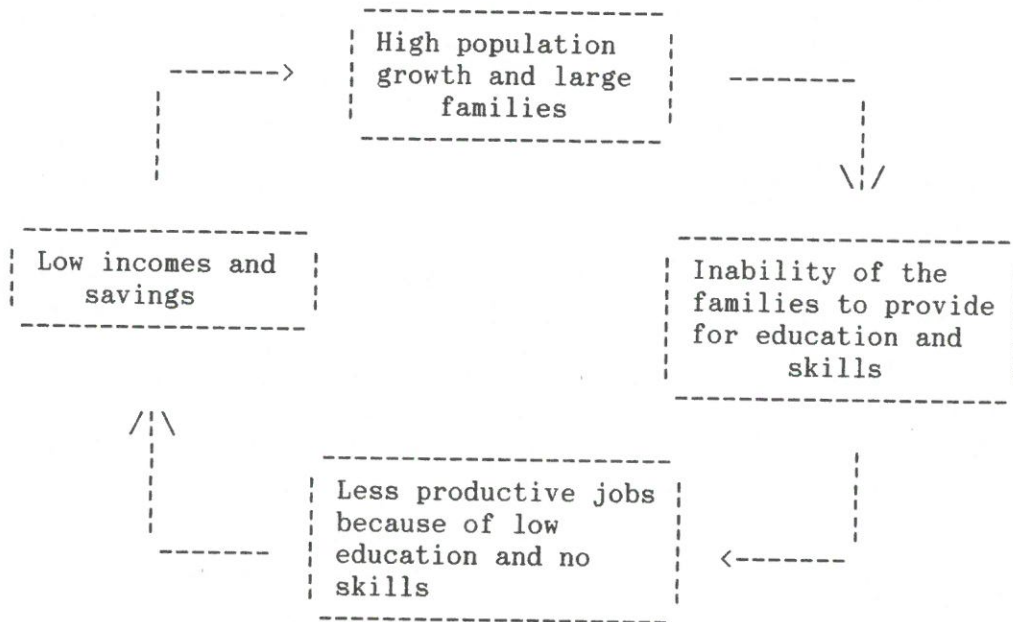 High population
growth and large
families
Low incomes and
savings
Inability of the
families to provide
for education and
skills
Less productive jobs
because of low
education and no
skills